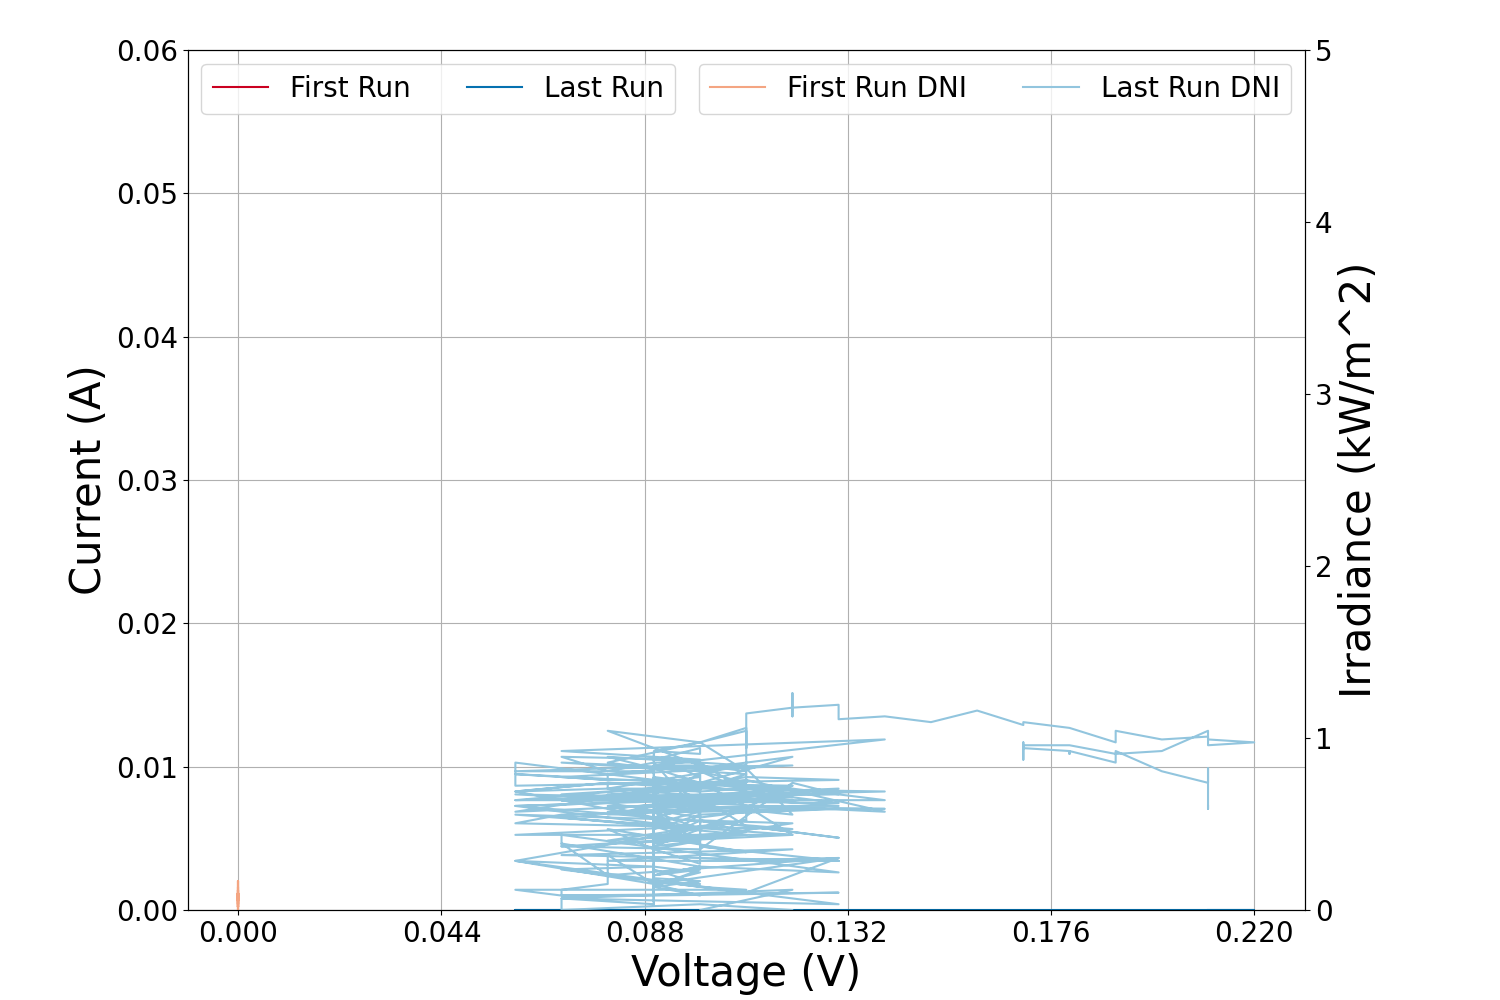 First Run
Last Run
First Run DNI
Last Run DNI
0.06
0.05
0.04
0.03
0.02
0.01
0.00
Current (A)
5
4
3
2
1
0
Irradiance (kW/m^2)
0.000 0.044 0.088 0.132 0.176 0.220
Voltage (V)